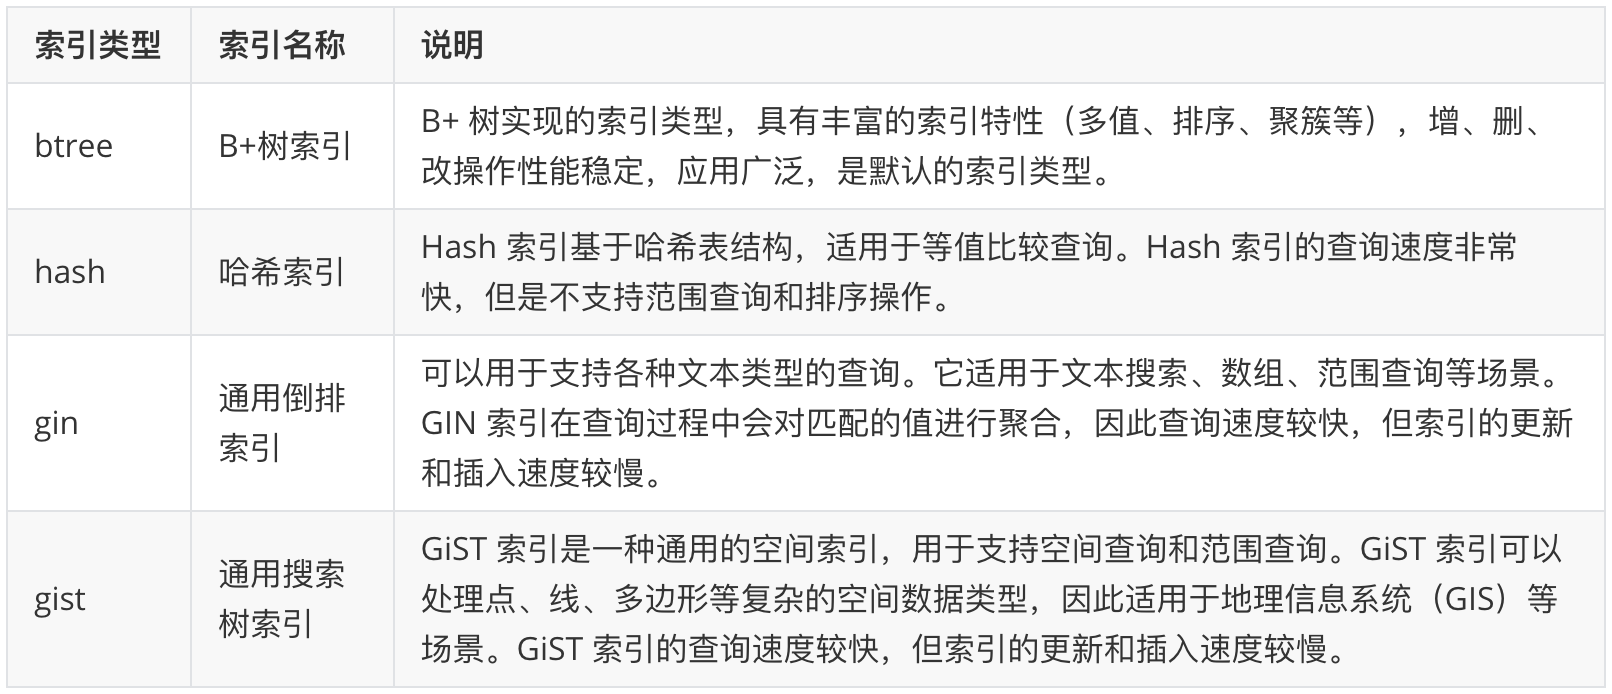 索引类型 索引名称 说明
btree B+树索引 B+ 树实现的索引类型，具有丰富的索引特性（多值、排序、聚簇等），增、删、
改操作性能稳定，应用广泛，是默认的索引类型。
hash 哈希索引 Hash 索引基于哈希表结构，适用于等值比较查询。Hash 索引的查询速度非常
快，但是不支持范围查询和排序操作。
gin 通用倒排
索引
可以用于支持各种文本类型的查询。它适用于文本搜索、数组、范围查询等场景。
GIN 索引在查询过程中会对匹配的值进行聚合，因此查询速度较快，但索引的更新
和插入速度较慢。
gist 通用搜索
树索引
GiST 索引是一种通用的空间索引，用于支持空间查询和范围查询。GiST 索引可以
处理点、线、多边形等复杂的空间数据类型，因此适用于地理信息系统（GIS）等
场景。GiST 索引的查询速度较快，但索引的更新和插入速度较慢。